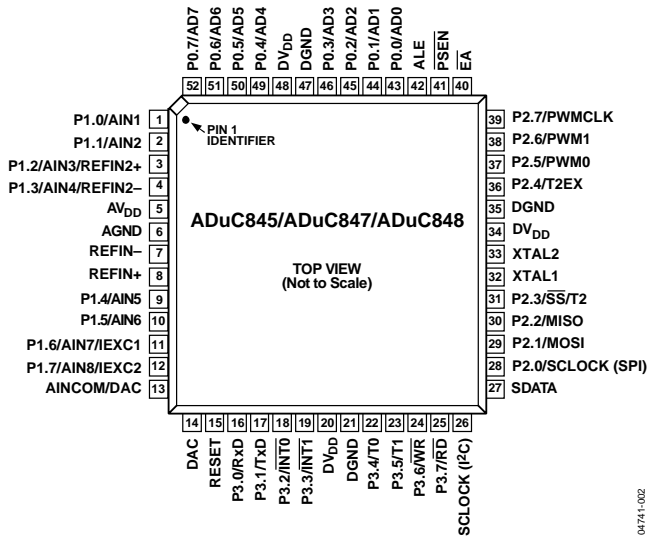 P0.7/AD7
P0.6/AD6
P0.5/AD5
P0.4/AD4
DVDD
DGND
P0.3/AD3
P0.2/AD2
P0.1/AD1
P0.0/AD0
ALE
PSEN
EA
52
51
50
49
48
47
46
45
44
43
42
41
40
P1.0/AIN1 1
P1.1/AIN2 2
P1.2/AIN3/REFIN2+ 3
P1.3/AIN4/REFIN2– 4
AVDD 5
AGND 6
REFIN– 7
REFIN+ 8
P1.4/AIN5 9
P1.5/AIN6 10
P1.6/AIN7/IEXC1 11
P1.7/AIN8/IEXC2 12
AINCOM/DAC 13
PIN 1
IDENTIFIER
ADuC845/ADuC847/ADuC848
TOP VIEW
(Not to Scale)
39 P2.7/PWMCLK
38 P2.6/PWM1
37 P2.5/PWM0
36 P2.4/T2EX
35 DGND
34 DVDD
33 XTAL2
32 XTAL1
31 P2.3/SS/T2
30 P2.2/MISO
29 P2.1/MOSI
28 P2.0/SCLOCK (SPI)
27 SDATA
14
15
16
17
18
19
20
21
22
23
24
25
26
DAC
RESET
P3.0/RxD
P3.1/TxD
P3.2/INT0
P3.3/INT1
DVDD
DGND
P3.4/T0
P3.5/T1
P3.6/WR
P3.7/RD
SCLOCK (I2C)
04741-002